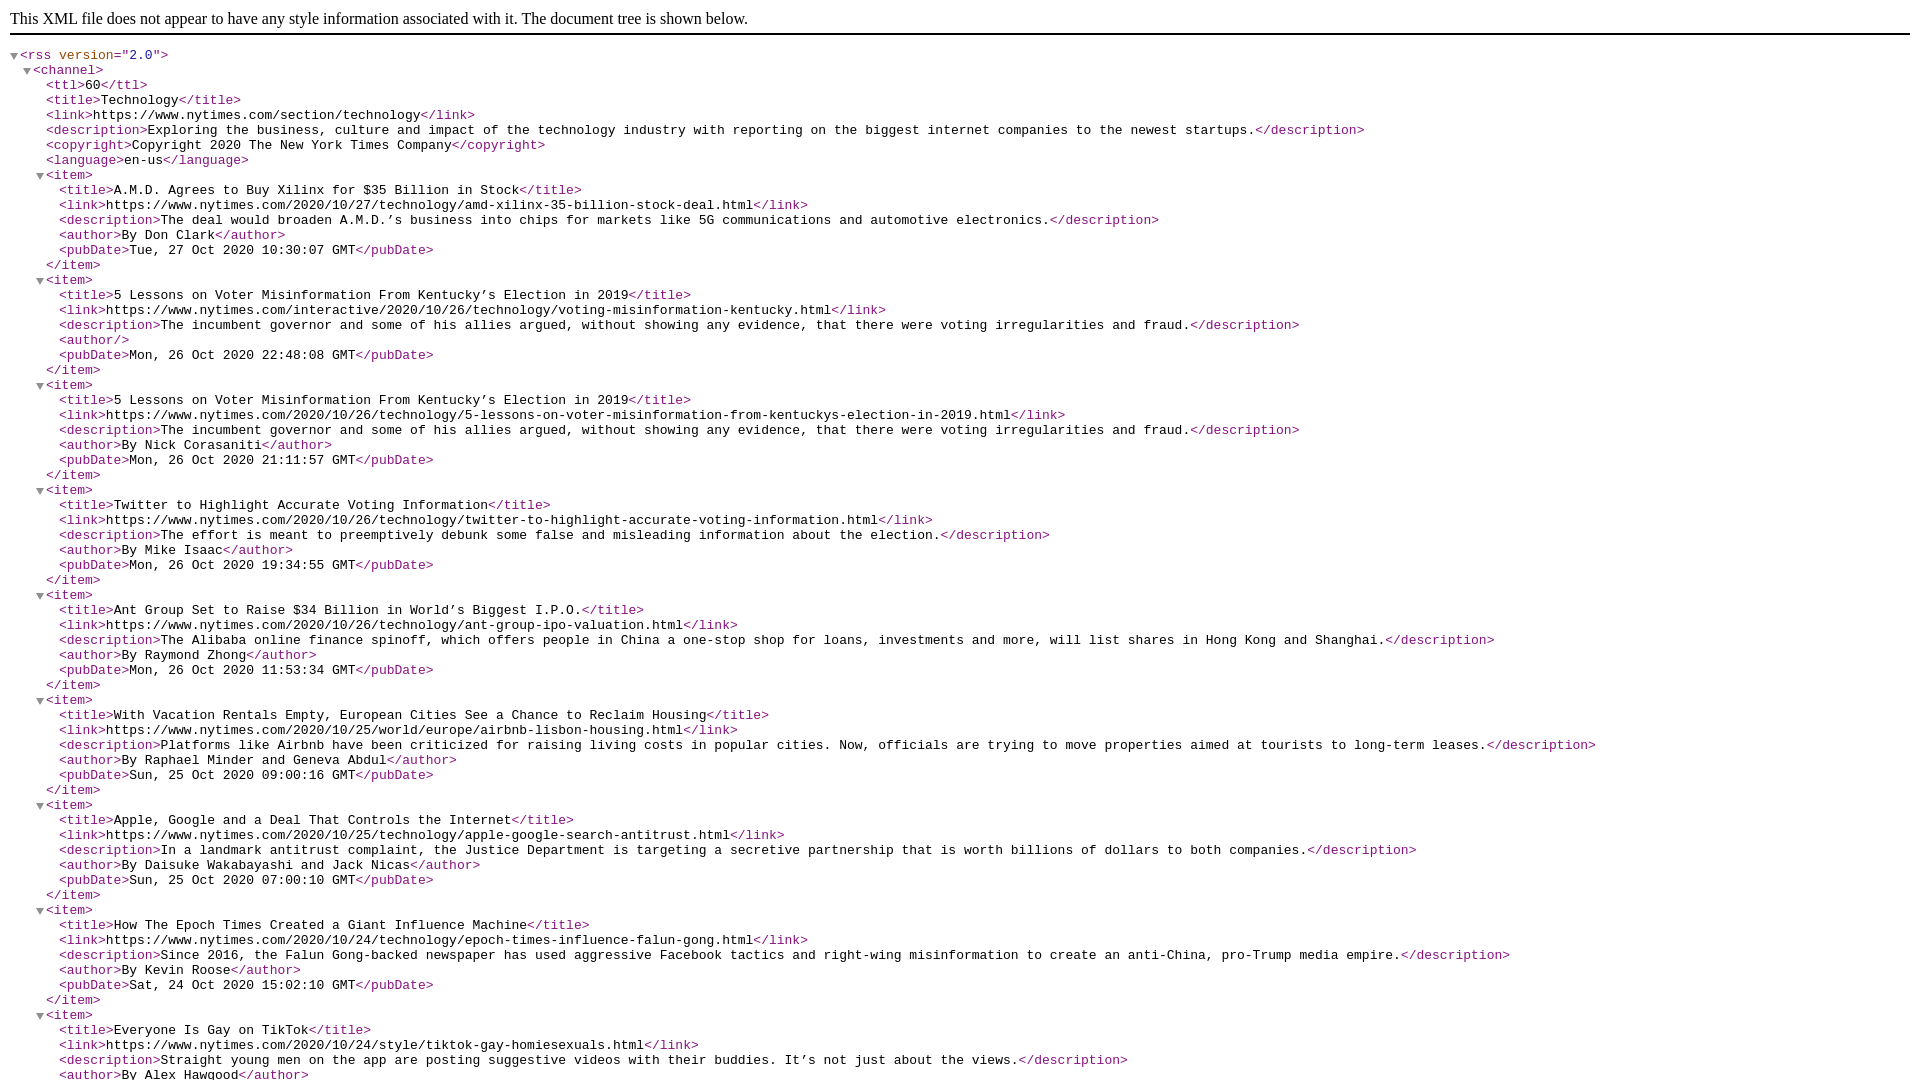 This XML file does not appear to have any style information associated with it. The document tree is shown below.
<rss version="2.0">
<channel>
<ttl>60</ttl>
<title>Technology</title>
<link>https://www.nytimes.com/section/technology</link>
<description>Exploring the business, culture and impact of the technology industry with reporting on the biggest internet companies to the newest startups.</description>
<copyright>Copyright 2020 The New York Times Company</copyright>
<language>en-us</language>
<item>
<title>A.M.D. Agrees to Buy Xilinx for $35 Billion in Stock</title>
<link>https://www.nytimes.com/2020/10/27/technology/amd-xilinx-35-billion-stock-deal.html</link>
<description>The deal would broaden A.M.D.’s business into chips for markets like 5G communications and automotive electronics.</description>
<author>By Don Clark</author>
<pubDate>Tue, 27 Oct 2020 10:30:07 GMT</pubDate>
</item>
<item>
<title>5 Lessons on Voter Misinformation From Kentucky’s Election in 2019</title>
<link>https://www.nytimes.com/interactive/2020/10/26/technology/voting-misinformation-kentucky.html</link>
<description>The incumbent governor and some of his allies argued, without showing any evidence, that there were voting irregularities and fraud.</description>
<author/>
<pubDate>Mon, 26 Oct 2020 22:48:08 GMT</pubDate>
</item>
<item>
<title>5 Lessons on Voter Misinformation From Kentucky’s Election in 2019</title>
<link>https://www.nytimes.com/2020/10/26/technology/5-lessons-on-voter-misinformation-from-kentuckys-election-in-2019.html</link>
<description>The incumbent governor and some of his allies argued, without showing any evidence, that there were voting irregularities and fraud.</description>
<author>By Nick Corasaniti</author>
<pubDate>Mon, 26 Oct 2020 21:11:57 GMT</pubDate>
</item>
<item>
<title>Twitter to Highlight Accurate Voting Information</title>
<link>https://www.nytimes.com/2020/10/26/technology/twitter-to-highlight-accurate-voting-information.html</link>
<description>The effort is meant to preemptively debunk some false and misleading information about the election.</description>
<author>By Mike Isaac</author>
<pubDate>Mon, 26 Oct 2020 19:34:55 GMT</pubDate>
</item>
<item>
<title>Ant Group Set to Raise $34 Billion in World’s Biggest I.P.O.</title>
<link>https://www.nytimes.com/2020/10/26/technology/ant-group-ipo-valuation.html</link>
<description>The Alibaba online finance spinoff, which offers people in China a one-stop shop for loans, investments and more, will list shares in Hong Kong and Shanghai.</description>
<author>By Raymond Zhong</author>
<pubDate>Mon, 26 Oct 2020 11:53:34 GMT</pubDate>
</item>
<item>
<title>With Vacation Rentals Empty, European Cities See a Chance to Reclaim Housing</title>
<link>https://www.nytimes.com/2020/10/25/world/europe/airbnb-lisbon-housing.html</link>
<description>Platforms like Airbnb have been criticized for raising living costs in popular cities. Now, officials are trying to move properties aimed at tourists to long-term leases.</description>
<author>By Raphael Minder and Geneva Abdul</author>
<pubDate>Sun, 25 Oct 2020 09:00:16 GMT</pubDate>
</item>
<item>
<title>Apple, Google and a Deal That Controls the Internet</title>
<link>https://www.nytimes.com/2020/10/25/technology/apple-google-search-antitrust.html</link>
<description>In a landmark antitrust complaint, the Justice Department is targeting a secretive partnership that is worth billions of dollars to both companies.</description>
<author>By Daisuke Wakabayashi and Jack Nicas</author>
<pubDate>Sun, 25 Oct 2020 07:00:10 GMT</pubDate>
</item>
<item>
<title>How The Epoch Times Created a Giant Influence Machine</title>
<link>https://www.nytimes.com/2020/10/24/technology/epoch-times-influence-falun-gong.html</link>
<description>Since 2016, the Falun Gong-backed newspaper has used aggressive Facebook tactics and right-wing misinformation to create an anti-China, pro-Trump media empire.</description>
<author>By Kevin Roose</author>
<pubDate>Sat, 24 Oct 2020 15:02:10 GMT</pubDate>
</item>
<item>
<title>Everyone Is Gay on TikTok</title>
<link>https://www.nytimes.com/2020/10/24/style/tiktok-gay-homiesexuals.html</link>
<description>Straight young men on the app are posting suggestive videos with their buddies. It’s not just about the views.</description>
<author>By Alex Hawgood</author>